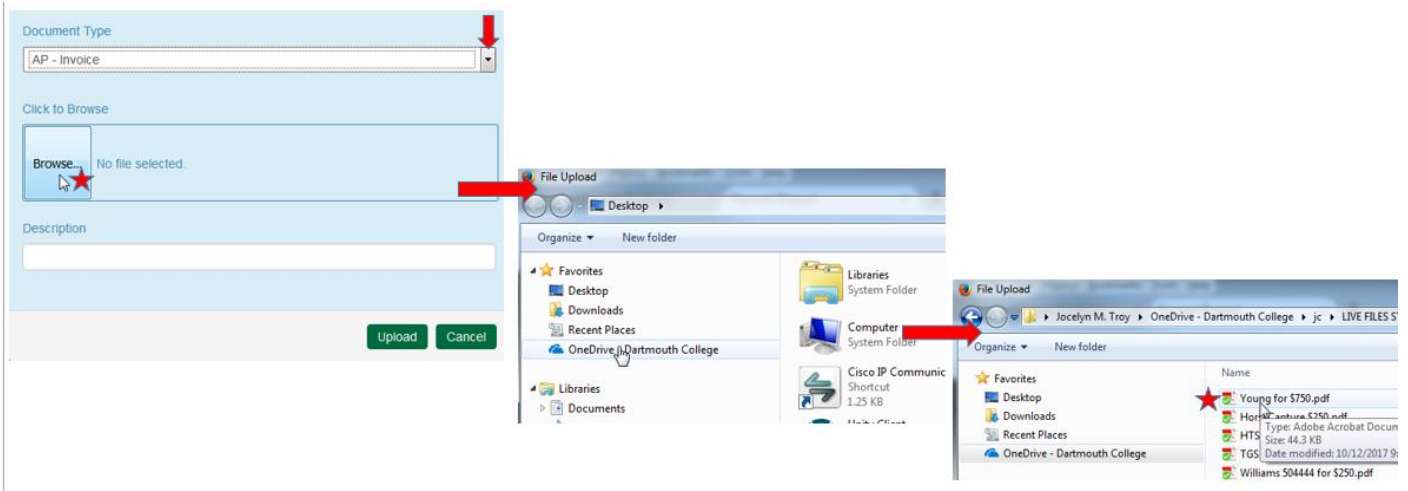 Document Type
AP - Invoice
Click to Browse
Browse... No file selected.
Description
Upload Cancel
File Upload
Desktop
Organize New folder
Favorites
Desktop
Downloads
Recent Places
OneDrive - Dartmouth College
Libraries
Documents
Libraries
System Folder
Computer
System Folder
Cisco IP Communic
Shortcut
1.25 KB
File Upload
Jocelyn M. Troy OneDrive - Dartmouth College jc LIVE FILES S
Organize New folder
Favorites
Desktop
Downloads
Recent Places
OneDrive - Dartmouth College
Name
Young for $750.pdf
$250.pdf
HTS
TGS
Williams 504444 for $250.pdf
Type: Adobe Acrobat Docum
Size: 44.3 KB
Date modified: 10/12/2017 9: